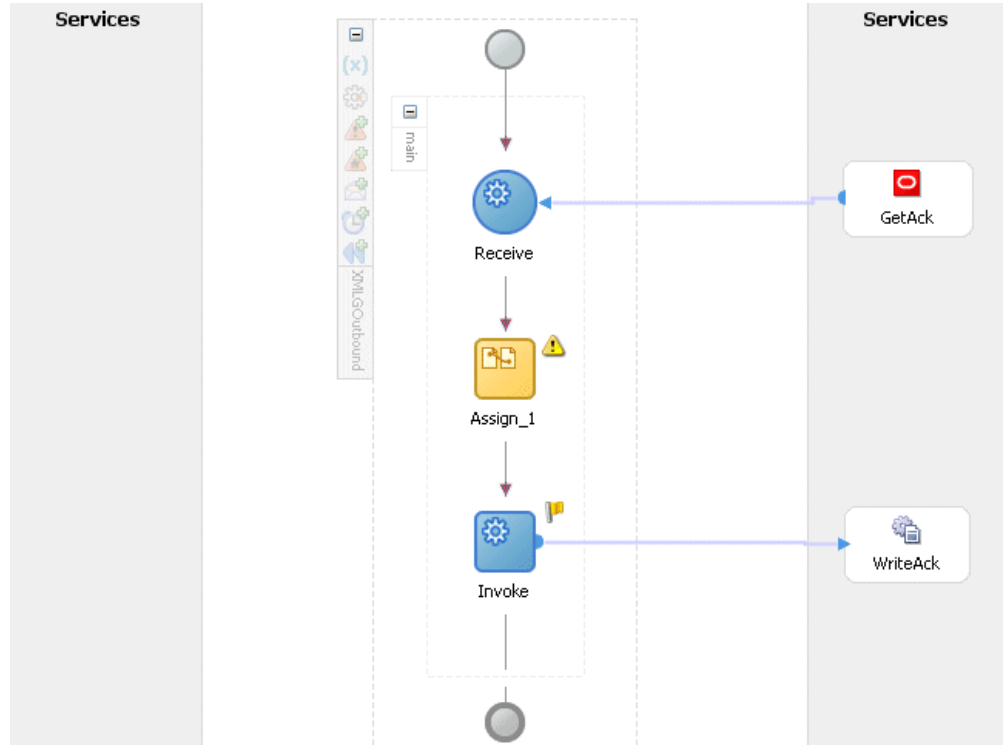 Services
Services
(x)
main
Receive
GetAck
XMLGOutbound
Assign_1
Invoke
WriteAck